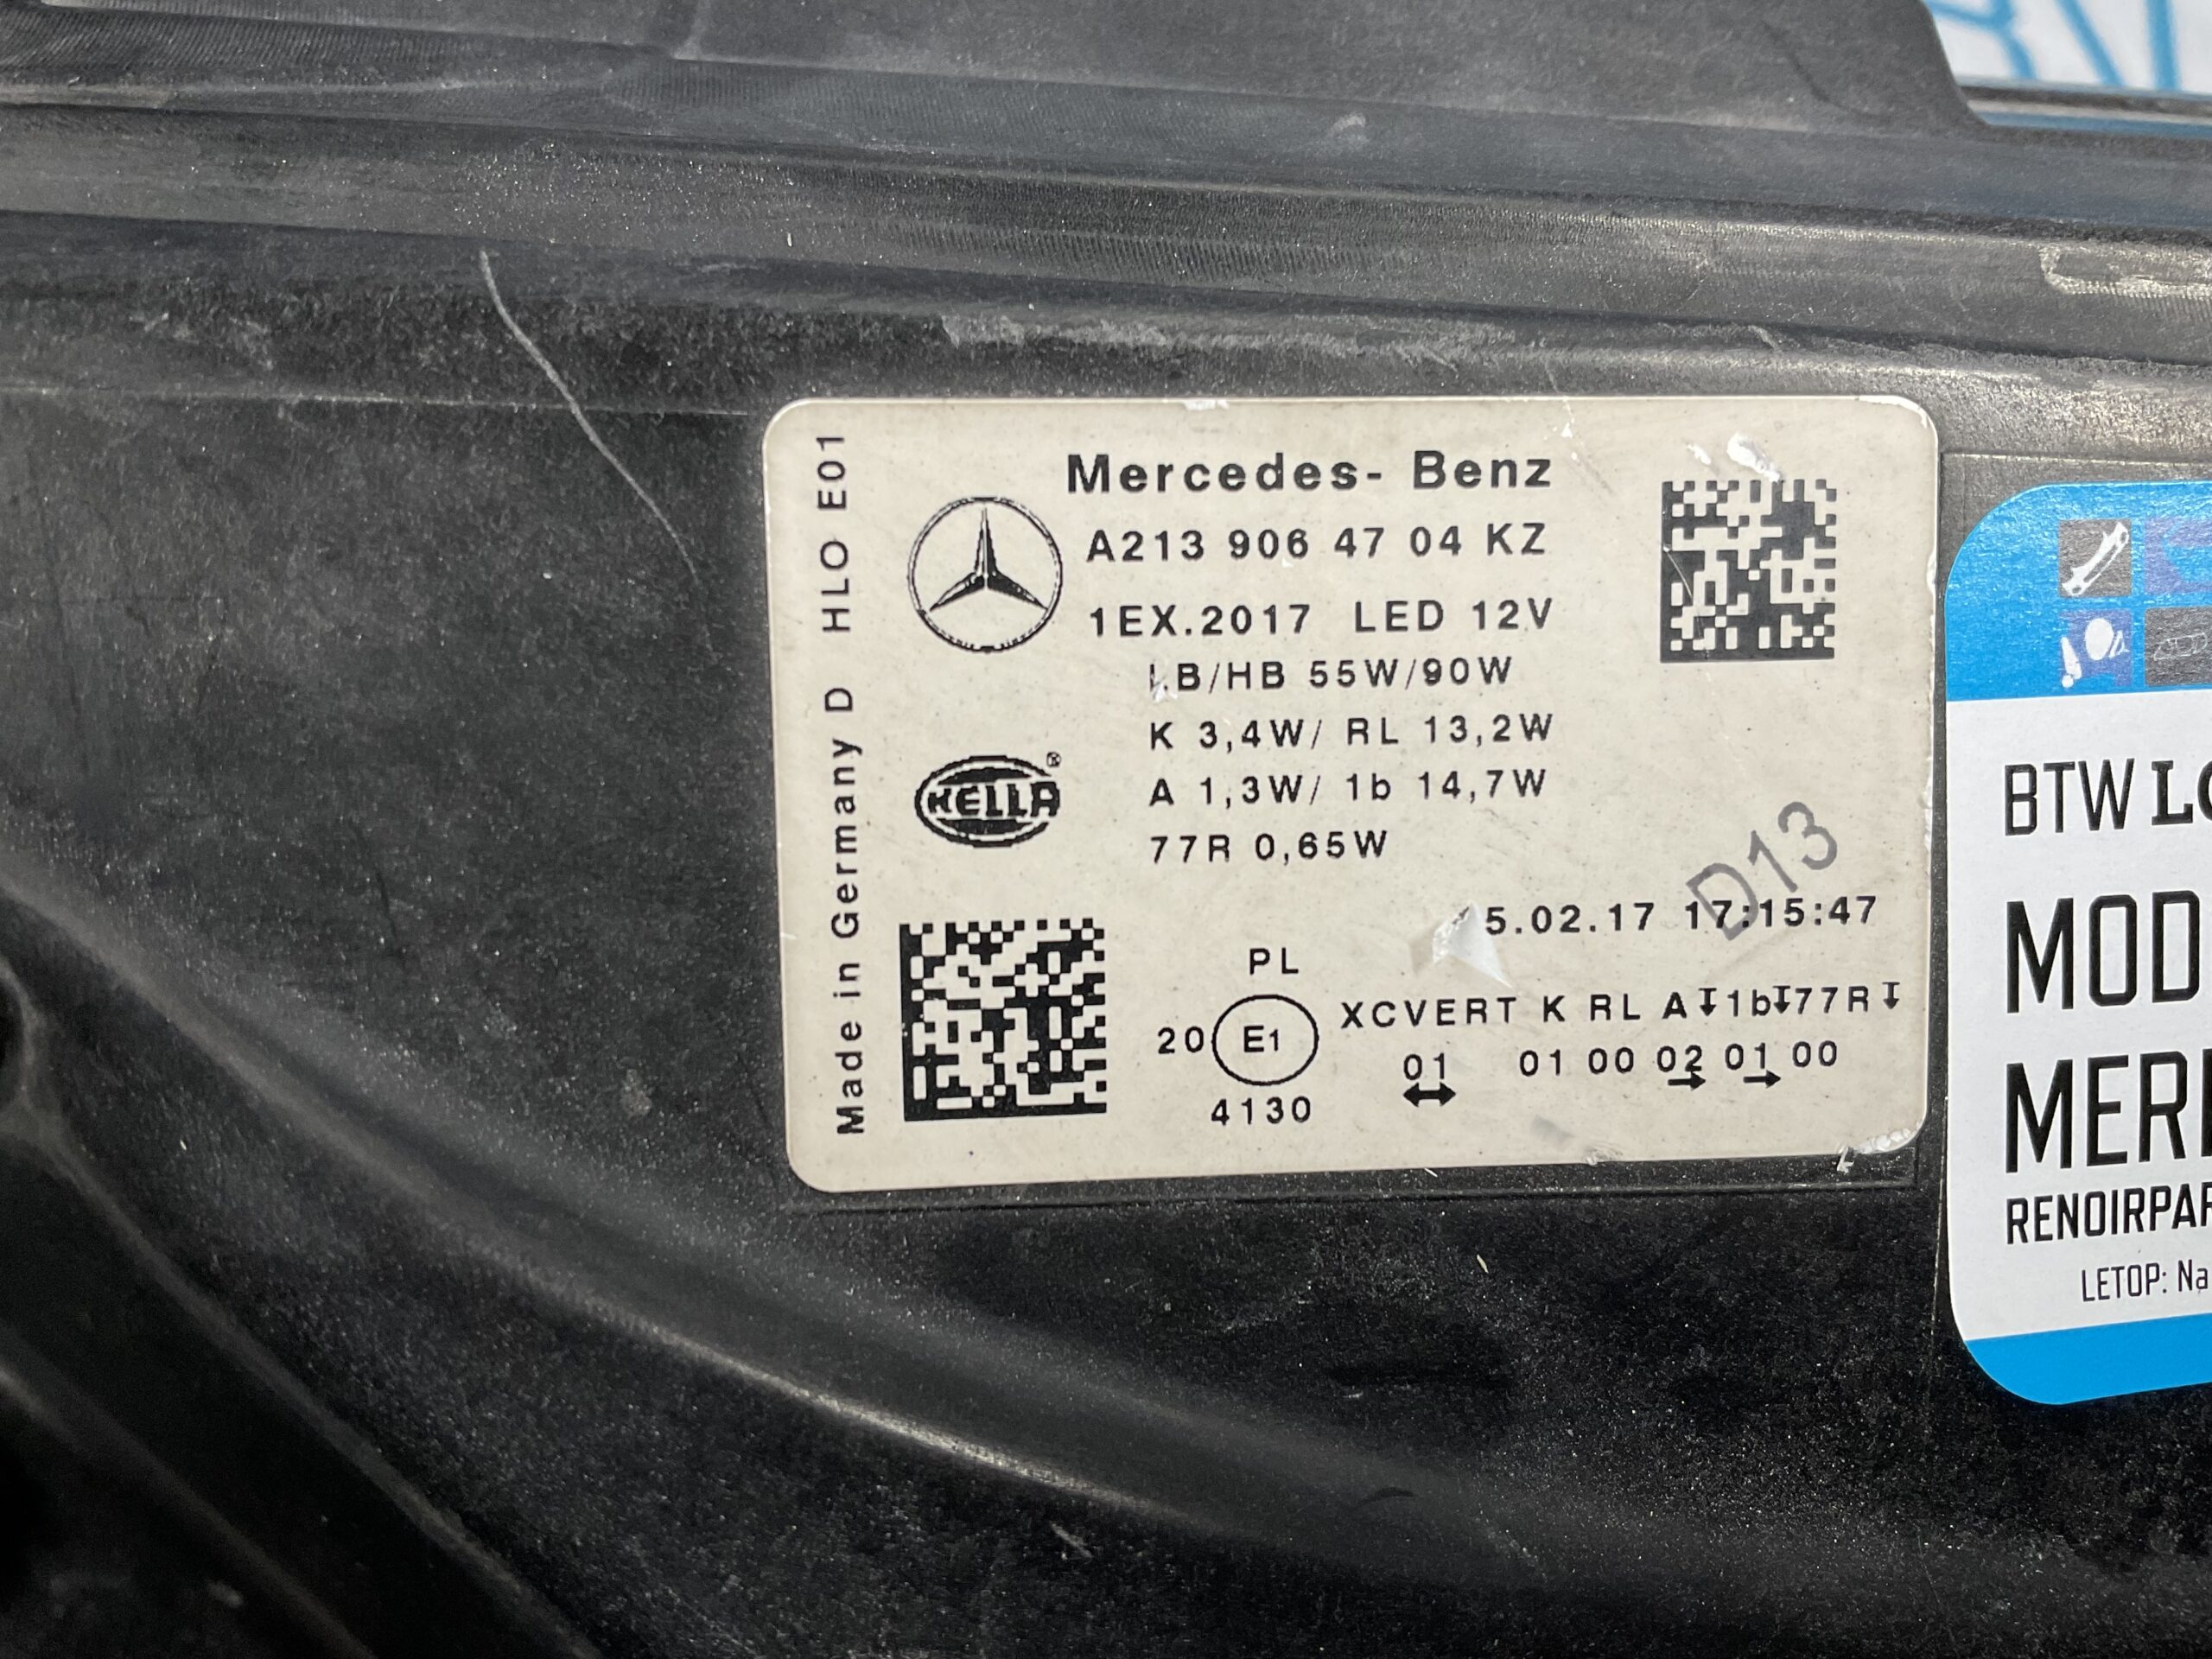 Mercedes- Benz
A213 906 47 04 KZ
1EX.2017 LED 12V
LB/HB 55W/90W
K 3,4W/ RL 13,2W
A 1,3W/ 1b 14,7W
77R 0,65W
HELLA®
D13
5.02.17 17:15:47
PL
20 E1 XCVERT K RL A↧1b↧77R↧
01 01 00 02 01 00
↔ → →
4130
Made in Germany D HLO E01
BTW
MOD
MER
RENOIRPAR
LETOP: Na